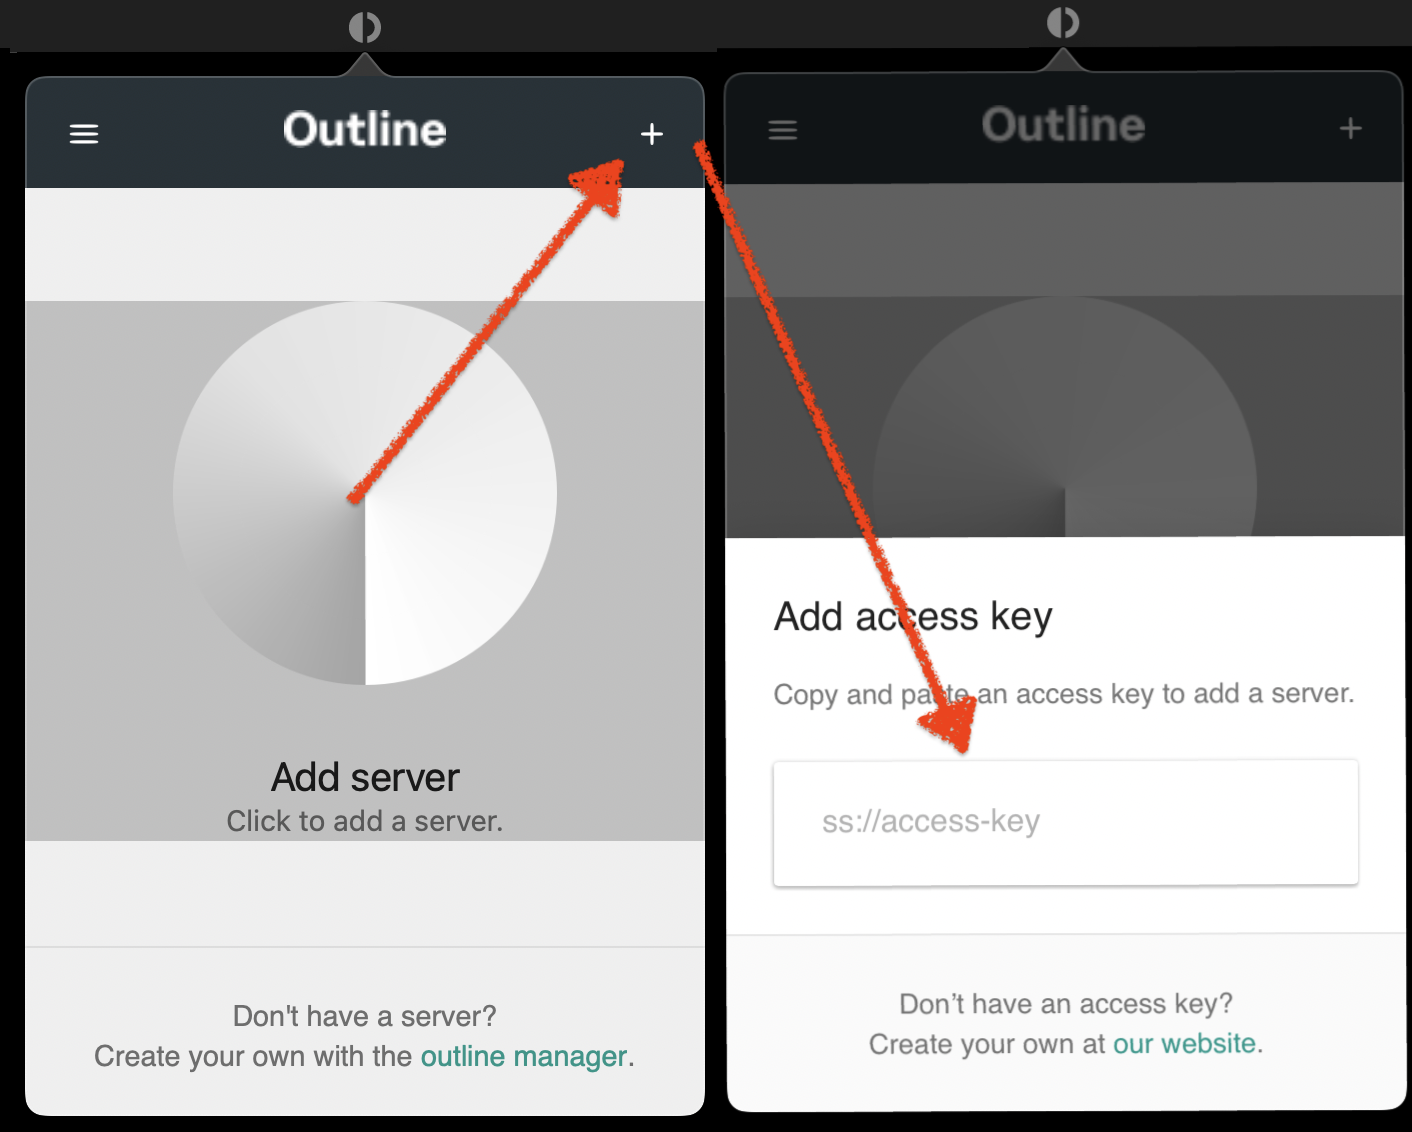 Outline
+
Add server
Click to add a server.
Don't have a server?
Create your own with the outline manager.
Outline
+
Add access key
Copy and paste an access key to add a server.
ss://access-key
Don’t have an access key?
Create your own at our website.